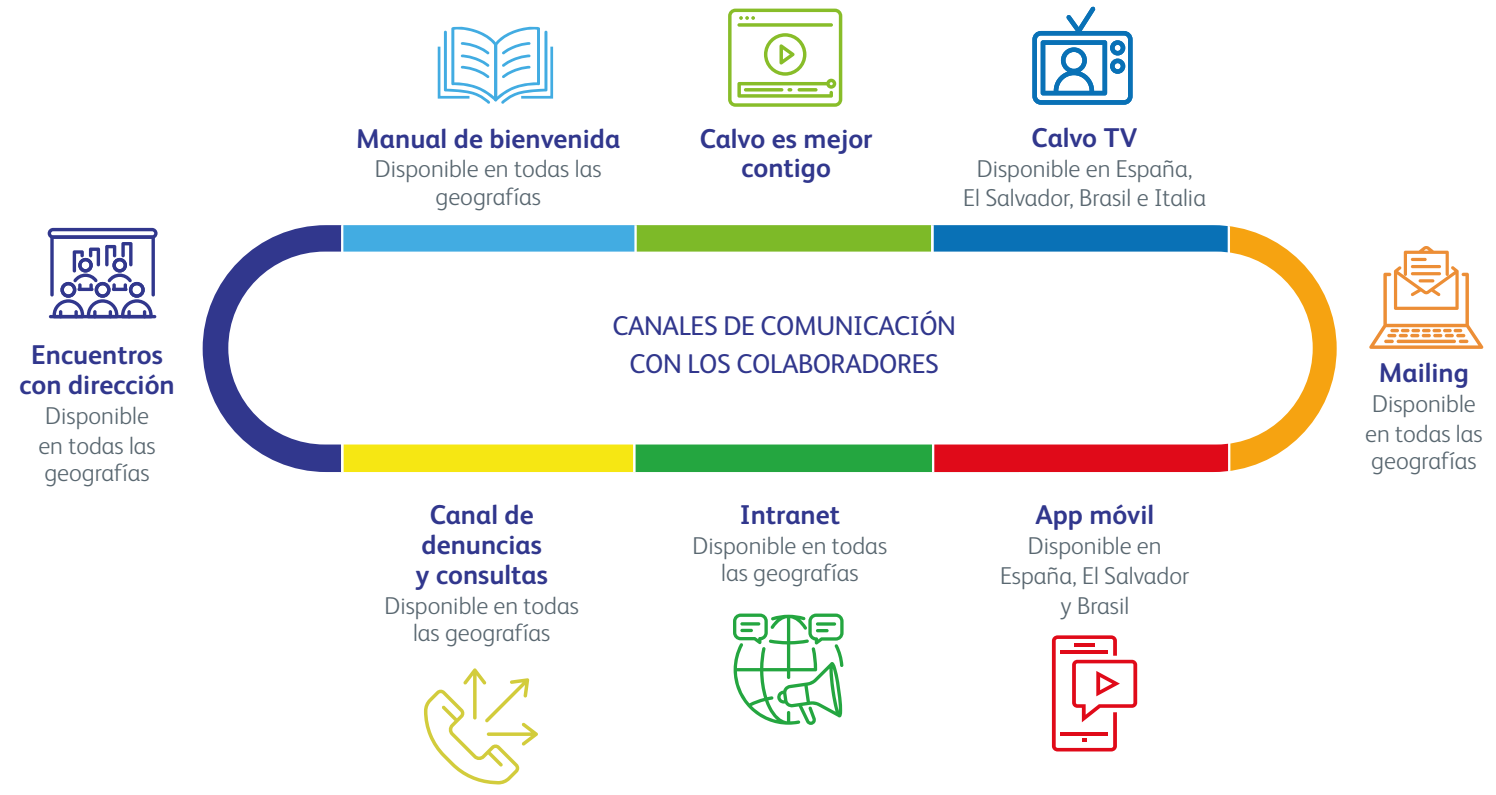 Manual de bienvenida
Disponible en todas las
geografías
Calvo es mejor
contigo
Calvo TV
Disponible en España,
El Salvador, Brasil e Italia
Encuentros
con dirección
Disponible
en todas las
geografías
CANALES DE COMUNICACIÓN
CON LOS COLABORADORES
Mailing
Disponible
en todas las
geografías
Canal de
denuncias
y consultas
Disponible en todas
las geografías
Intranet
Disponible en todas
las geografías
App móvil
Disponible en
España, El Salvador
y Brasil